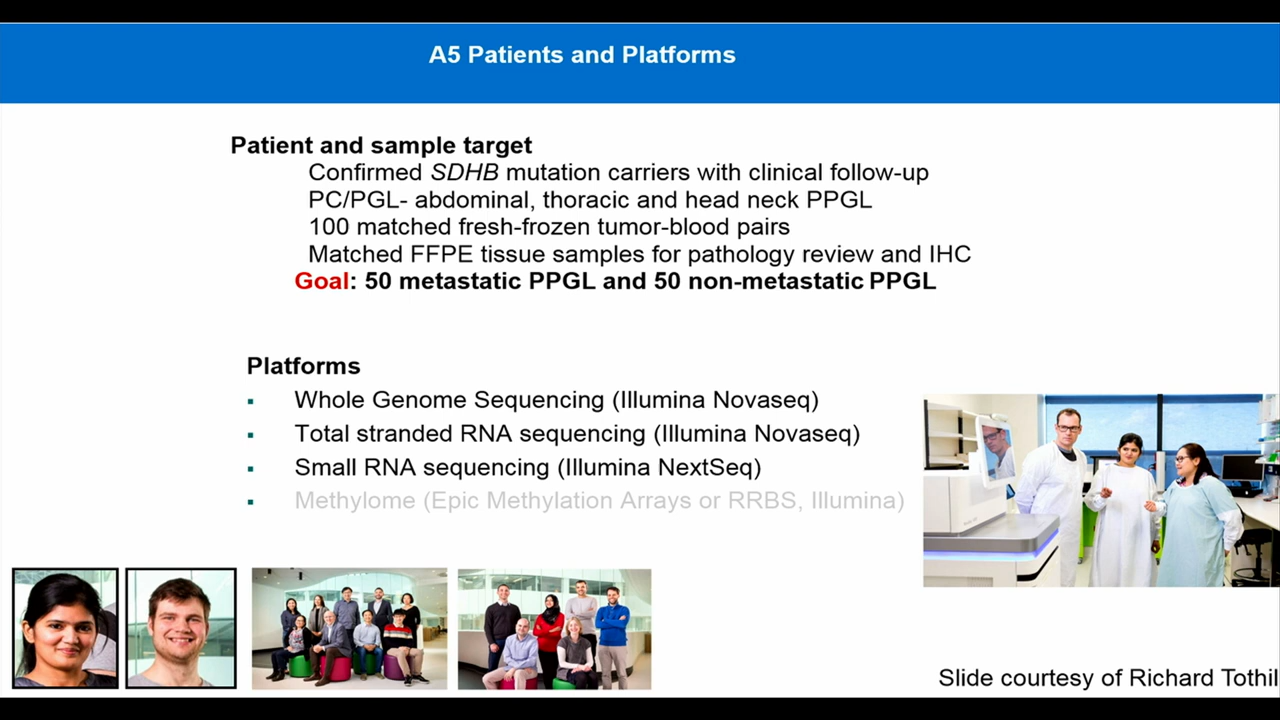 A5 Patients and Platforms
Patient and sample target
Confirmed SDHB mutation carriers with clinical follow-up
PC/PGL- abdominal, thoracic and head neck PPGL
100 matched fresh-frozen tumor-blood pairs
Matched FFPE tissue samples for pathology review and IHC
Goal: 50 metastatic PPGL and 50 non-metastatic PPGL
Platforms
▪ Whole Genome Sequencing (Illumina Novaseq)
▪ Total stranded RNA sequencing (Illumina Novaseq)
▪ Small RNA sequencing (Illumina NextSeq)
▪ Methylome (Epic Methylation Arrays or RRBS, Illumina)
Slide courtesy of Richard Tothil